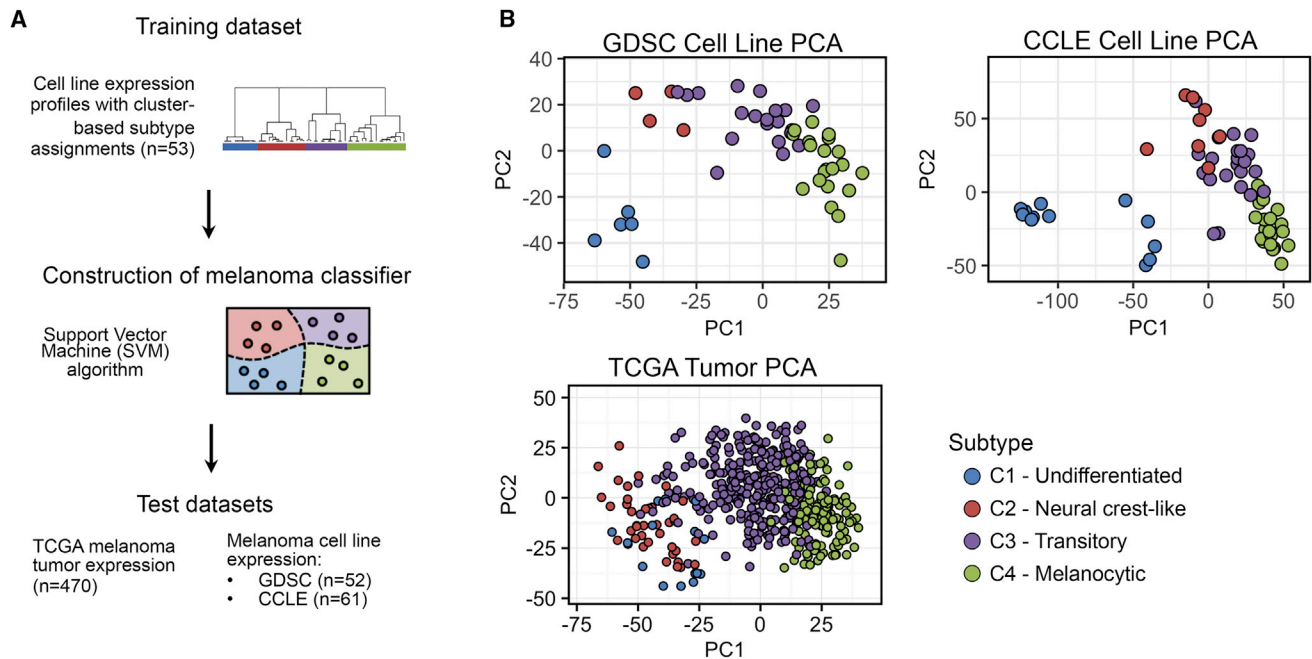 A
Training dataset
Cell line expression
profiles with cluster-
based subtype
assignments (n=53)
Construction of melanoma classifier
Support Vector
Machine (SVM)
algorithm
Test datasets
TCGA melanoma
tumor expression
(n=470)
Melanoma cell line
expression:
• GDSC (n=52)
• CCLE (n=61)
B
GDSC Cell Line PCA
PC2
40
20
0
-20
-40
-75 -50 -25 0 25
PC1
CCLE Cell Line PCA
PC2
50
0
-50
-100 -50 0 50
PC1
TCGA Tumor PCA
PC2
50
25
0
-25
-50
-75 -50 -25 0 25
PC1
Subtype
C1 - Undifferentiated
C2 - Neural crest-like
C3 - Transitory
C4 - Melanocytic